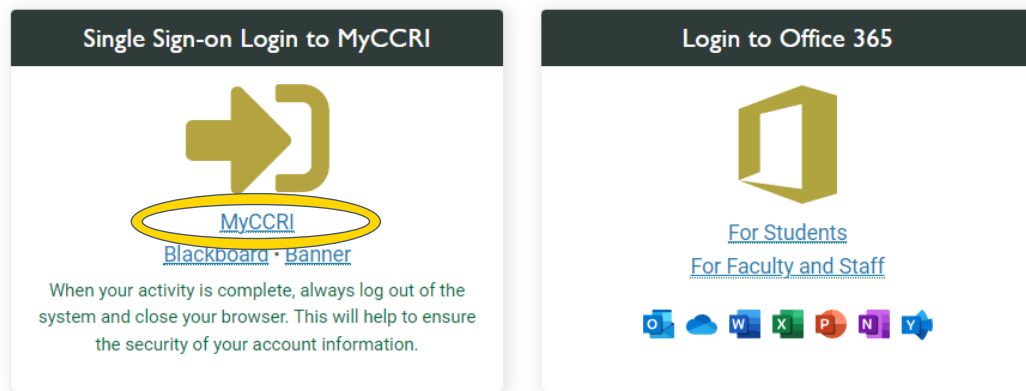 Single Sign-on Login to MyCCRI
MyCCRI
Blackboard • Banner
When your activity is complete, always log out of the
system and close your browser. This will help to ensure
the security of your account information.
Login to Office 365
For Students
For Faculty and Staff
O W X P N Y